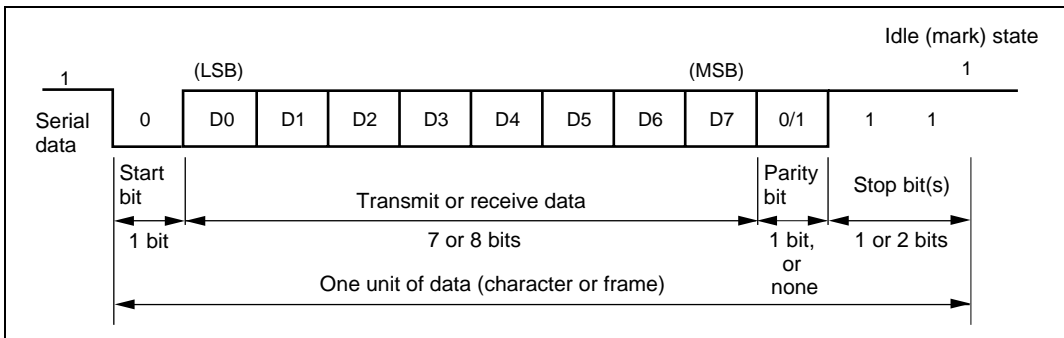 Idle (mark) state
1 (LSB) (MSB) 1
Serial data 0 D0 D1 D2 D3 D4 D5 D6 D7 0/1 1 1
Start bit Transmit or receive data Parity bit Stop bit(s)
1 bit 7 or 8 bits 1 bit, or none 1 or 2 bits
One unit of data (character or frame)